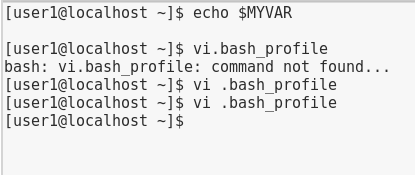 [user1@localhost ~]$ echo $MYVAR

[user1@localhost ~]$ vi.bash_profile
bash: vi.bash_profile: command not found...
[user1@localhost ~]$ vi .bash_profile
[user1@localhost ~]$ vi .bash_profile
[user1@localhost ~]$